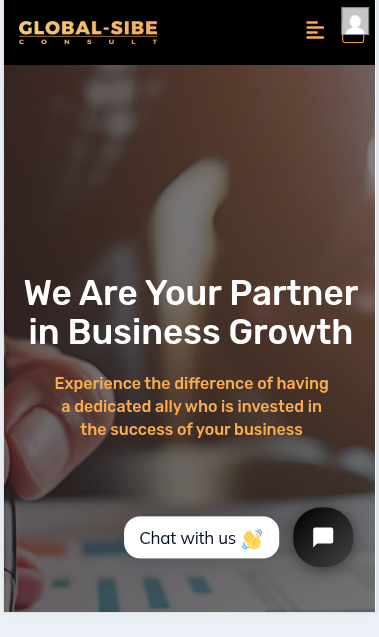 GLOBAL-SIBE
CONSULT
We Are Your Partner
in Business Growth
Experience the difference of having
a dedicated ally who is invested in
the success of your business
Chat with us 👋